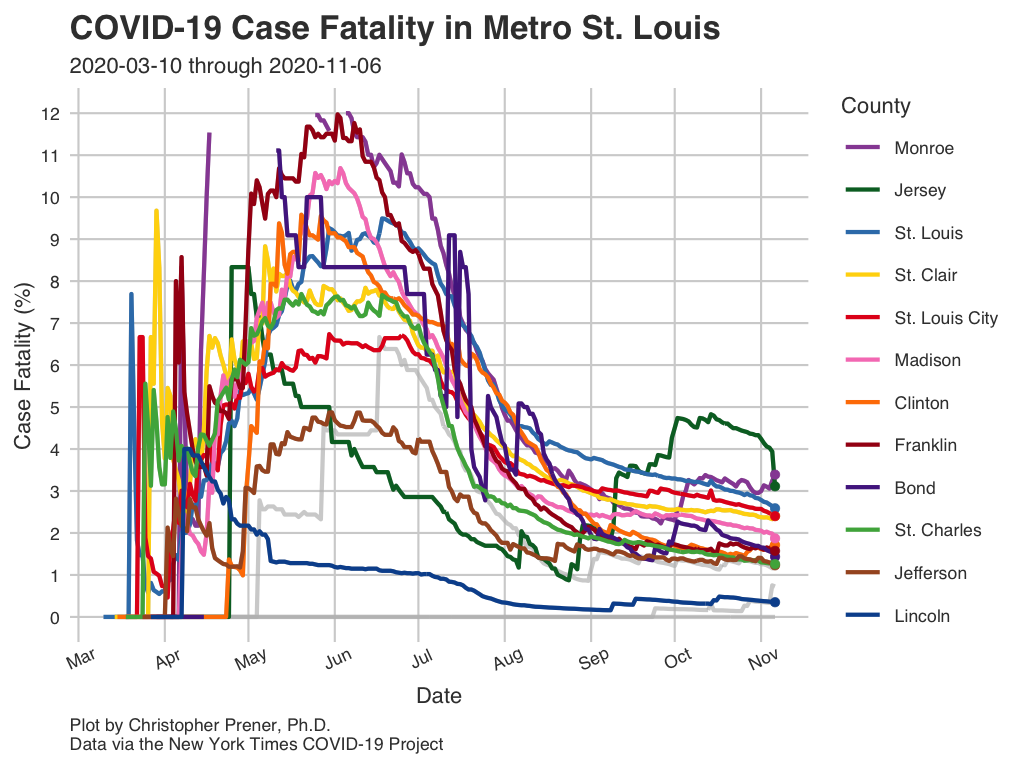 COVID-19 Case Fatality in Metro St. Louis
2020-03-10 through 2020-11-06
Case Fatality (%)
12
11
10
9
8
7
6
5
4
3
2
1
0
Mar
Apr
May
Jun
Jul
Aug
Sep
Oct
Nov
Date
County
Monroe
Jersey
St. Louis
St. Clair
St. Louis City
Madison
Clinton
Franklin
Bond
St. Charles
Jefferson
Lincoln
Plot by Christopher Prener, Ph.D.
Data via the New York Times COVID-19 Project